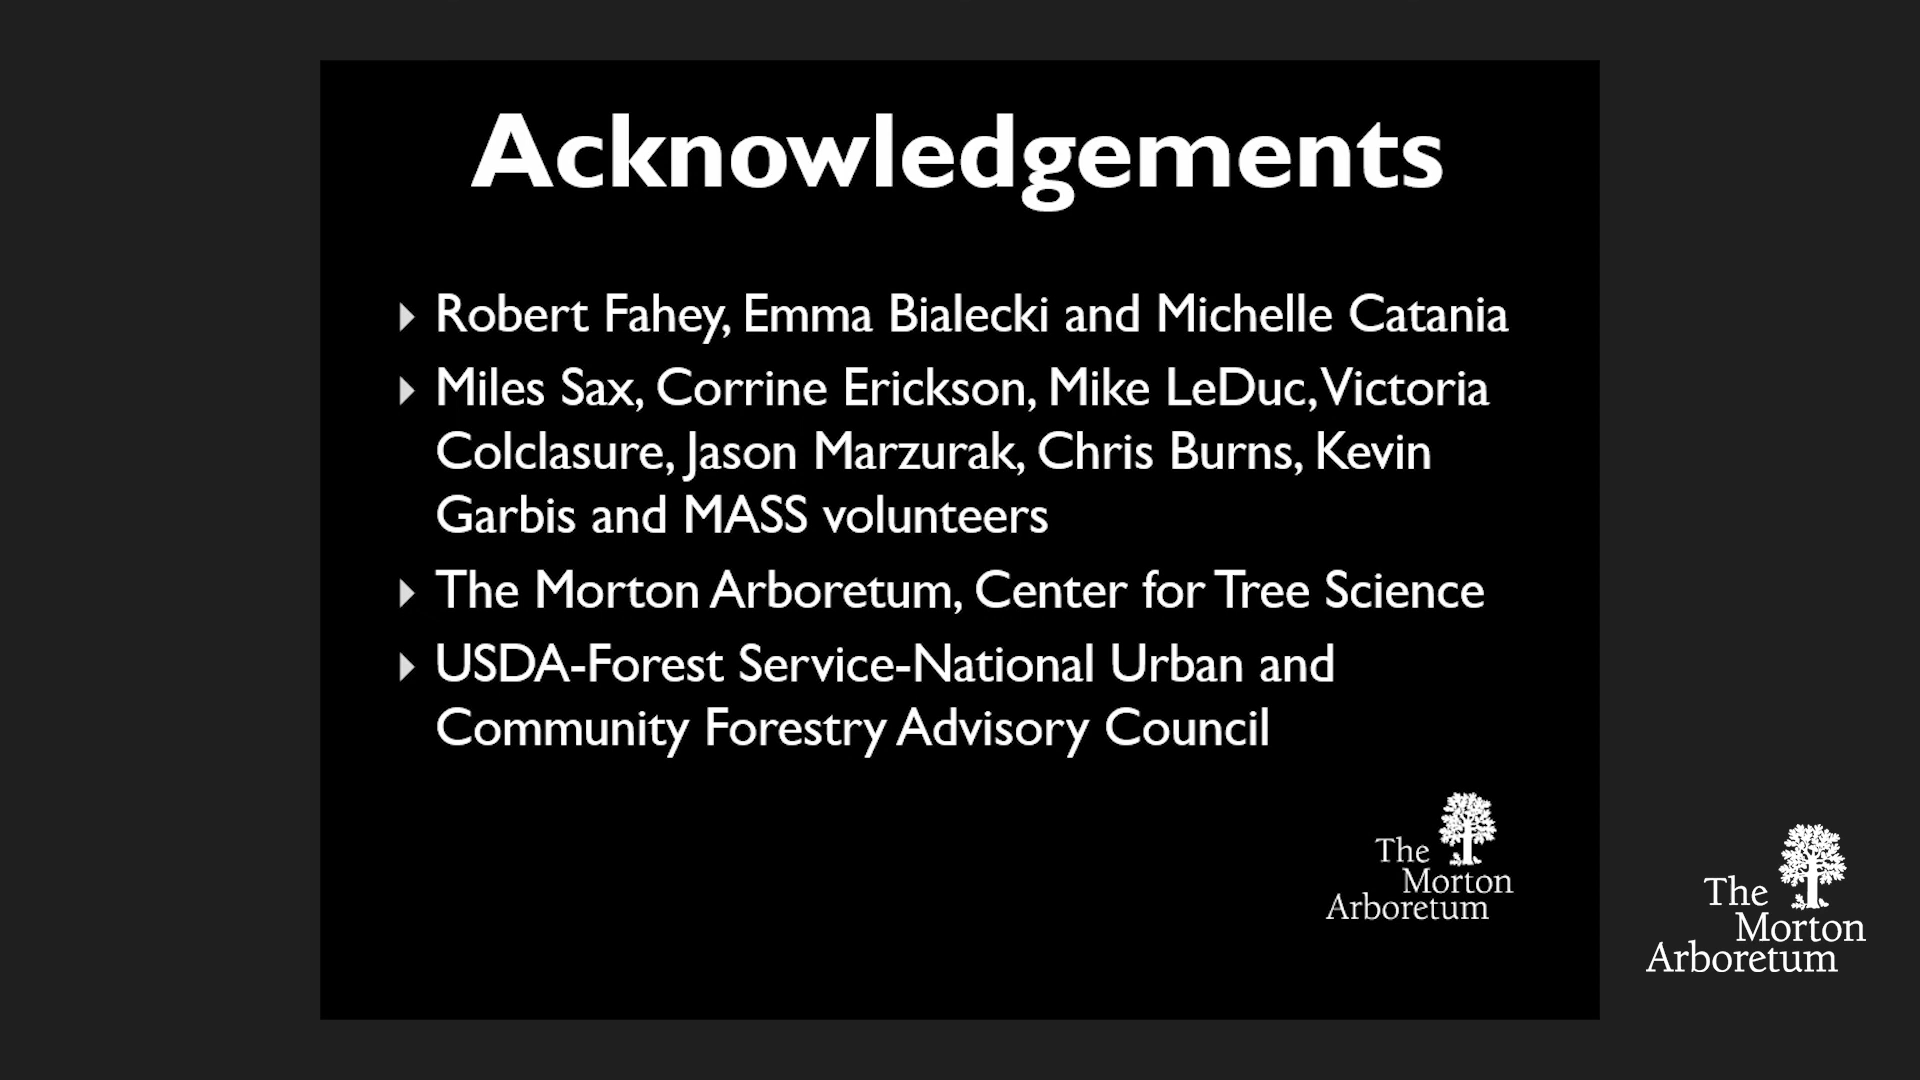 Acknowledgements
Robert Fahey, Emma Bialecki and Michelle Catania
Miles Sax, Corrine Erickson, Mike LeDuc, Victoria
Colclasure, Jason Marzurak, Chris Burns, Kevin
Garbis and MASS volunteers
The Morton Arboretum, Center for Tree Science
USDA-Forest Service-National Urban and
Community Forestry Advisory Council
The
Morton
Arboretum
The
Morton
Arboretum